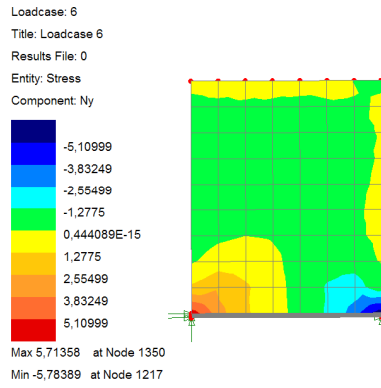 Loadcase: 6
Title: Loadcase 6
Results File: 0
Entity: Stress
Component: Ny
-5,10999
-3,83249
-2,55499
-1,2775
0,444089E-15
1,2775
2,55499
3,83249
5,10999
Max 5,71358 at Node 1350
Min -5,78389 at Node 1217